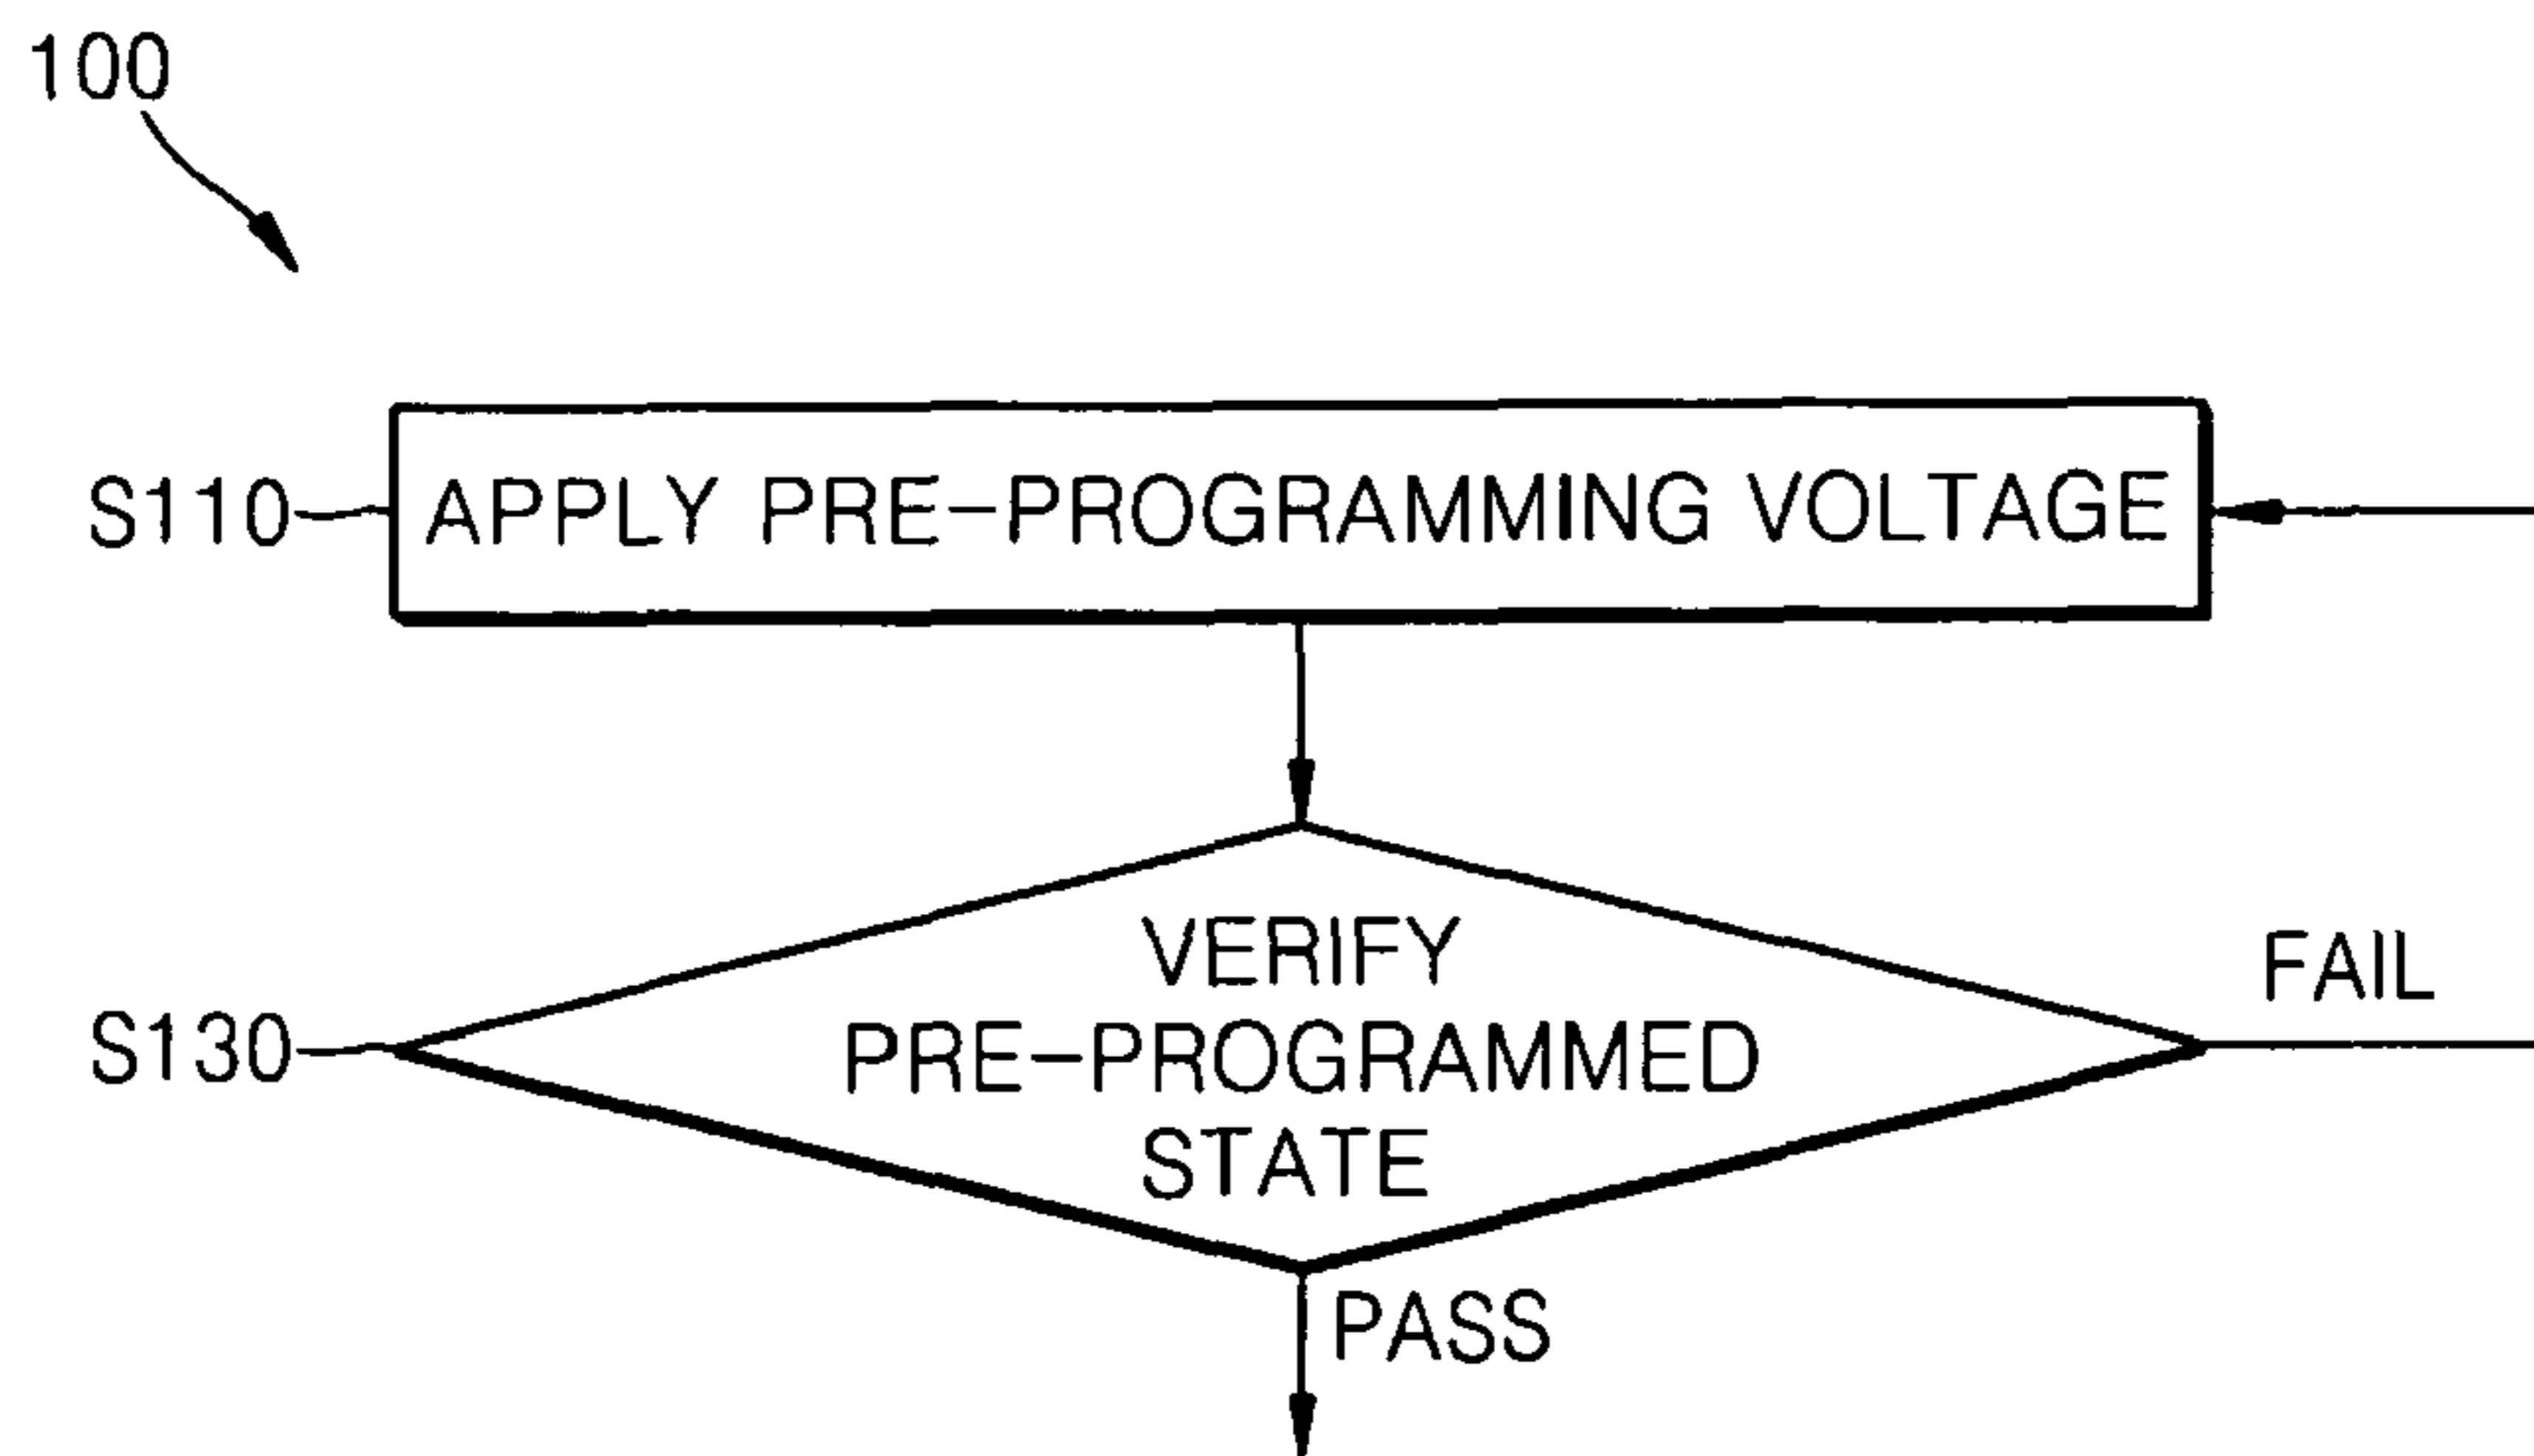 100
S110
APPLY PRE-PROGRAMMING VOLTAGE
VERIFY
PRE-PROGRAMMED
STATE
S130
FAIL
PASS